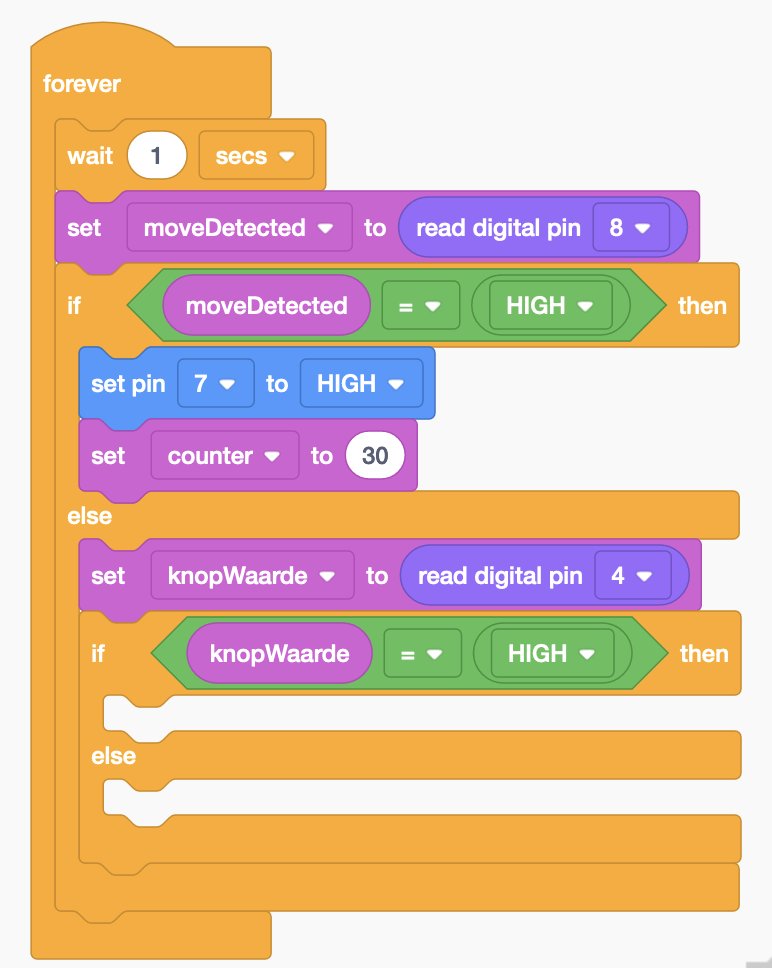 forever
wait 1 secs
set moveDetected to read digital pin 8
if moveDetected = HIGH then
set pin 7 to HIGH
set counter to 30
else
set knopWaarde to read digital pin 4
if knopWaarde = HIGH then
else